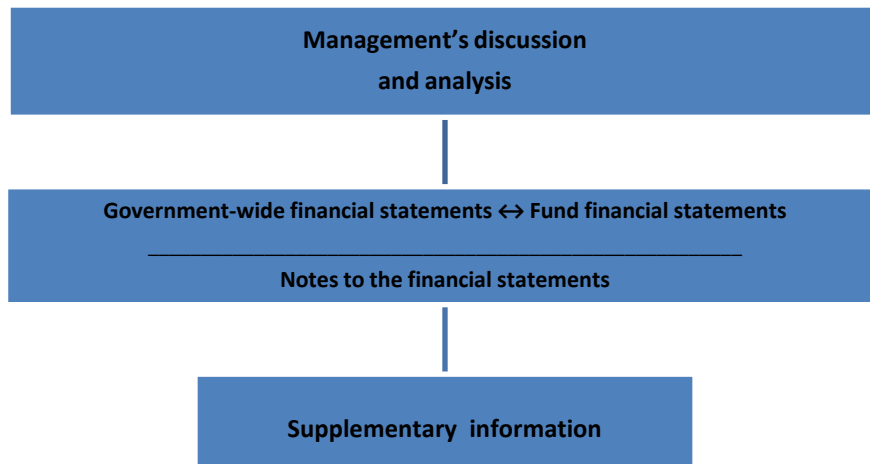 Management’s discussion
and analysis
Government-wide financial statements ↔ Fund financial statements
Notes to the financial statements
Supplementary information